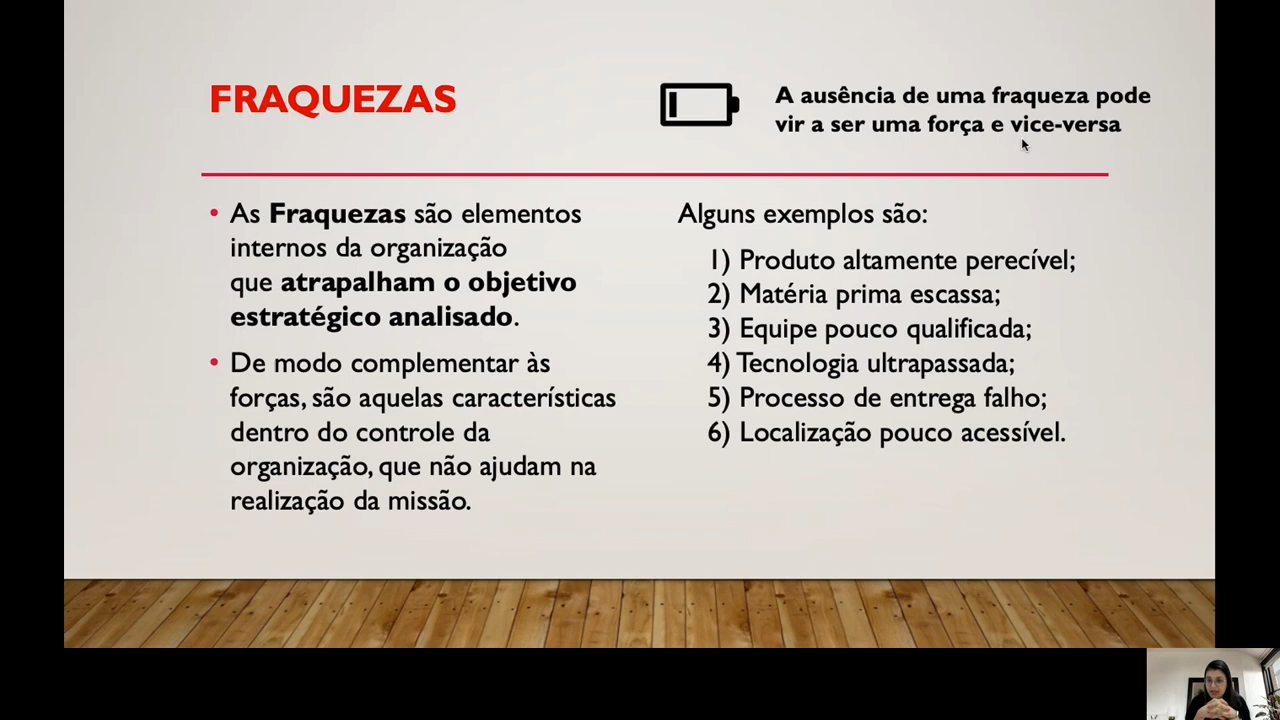 FRAQUEZAS
A ausência de uma fraqueza pode
vir a ser uma força e vice-versa
• As Fraquezas são elementos
internos da organização
que atrapalham o objetivo
estratégico analisado.
• De modo complementar às
forças, são aquelas características
dentro do controle da
organização, que não ajudam na
realização da missão.
Alguns exemplos são:
1) Produto altamente perecível;
2) Matéria prima escassa;
3) Equipe pouco qualificada;
4) Tecnologia ultrapassada;
5) Processo de entrega falho;
6) Localização pouco acessível.